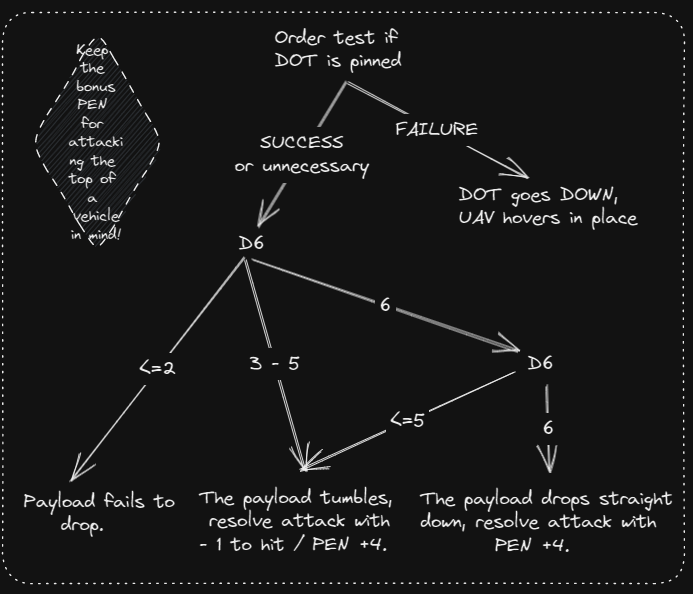 Keep
the
bonus
PEN
for
attacki
ng the
top of
a
vehicle
in mind!
Order test if
DOT is pinned
SUCCESS
or unnecessary
FAILURE
DOT goes DOWN,
UAV hovers in place
D6
6
<=2
3 - 5
D6
<=5
6
Payload fails to
drop.
The payload tumbles,
resolve attack with
- 1 to hit / PEN +4.
The payload drops straight
down, resolve attack with
PEN +4.